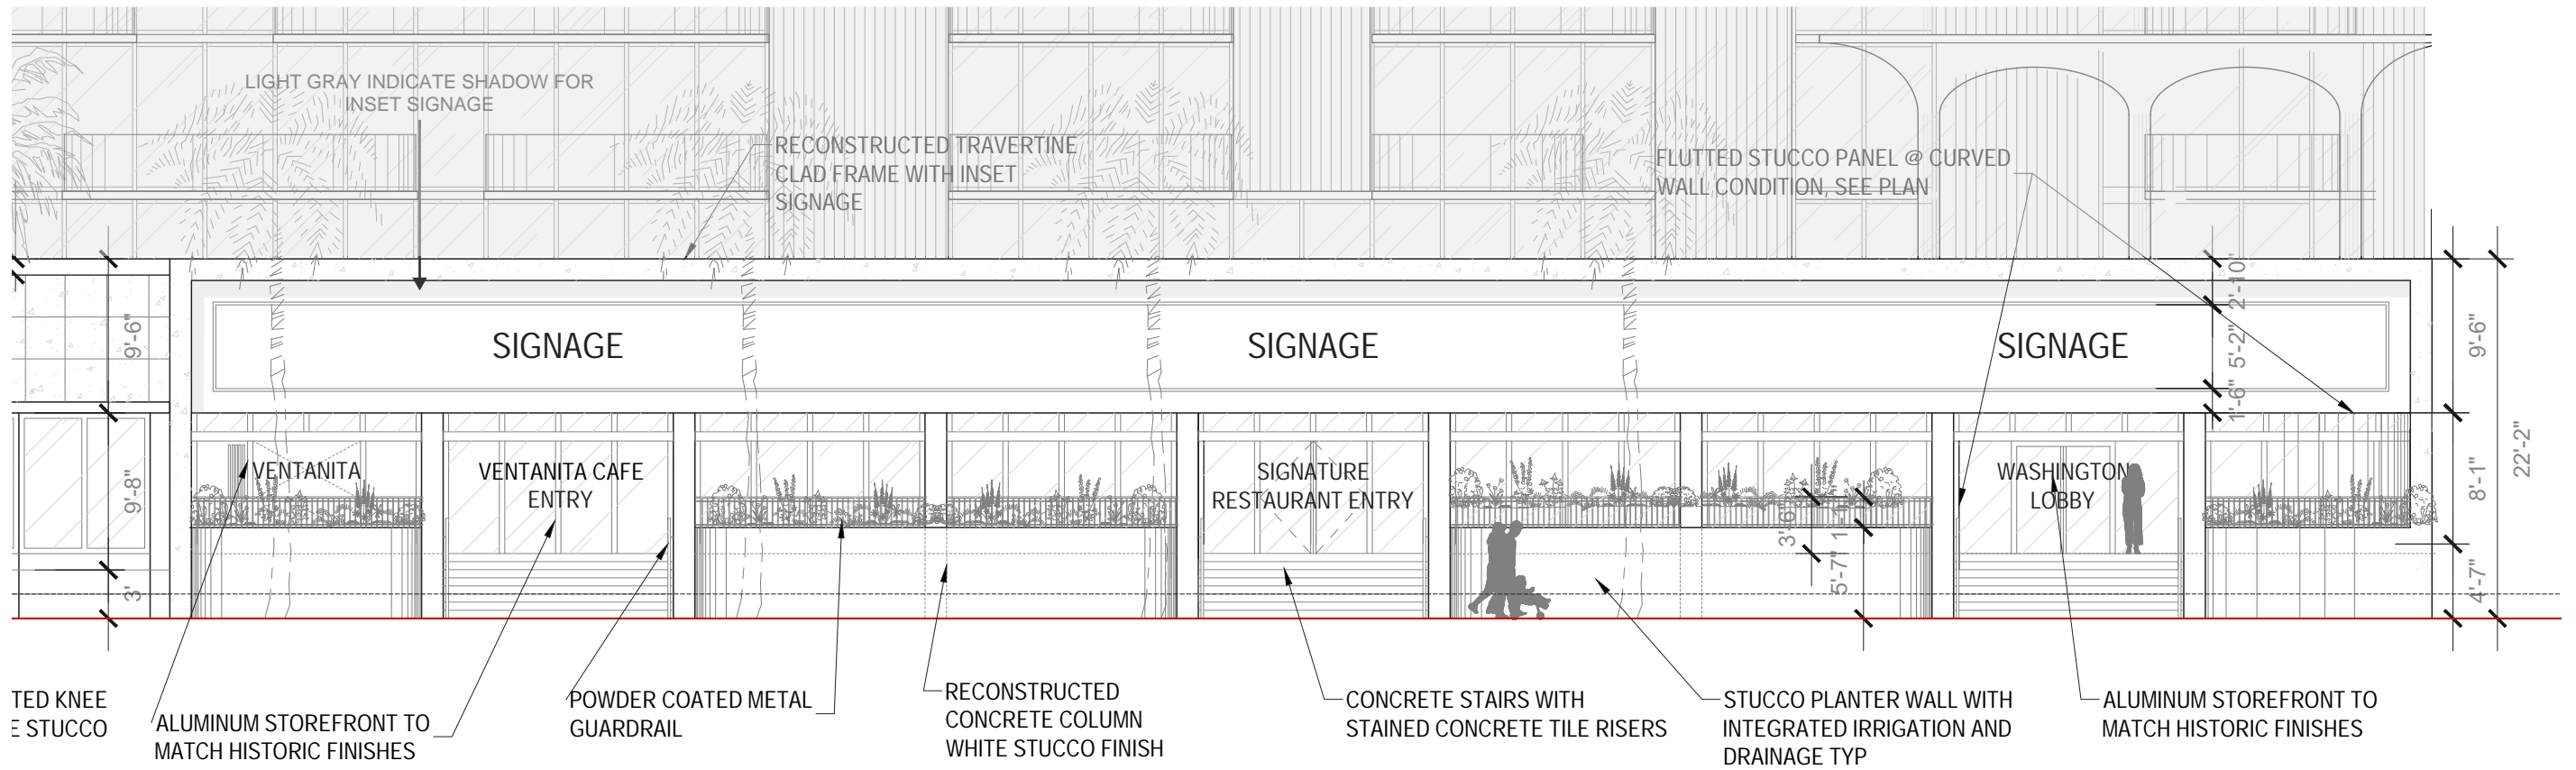 LIGHT GRAY INDICATE SHADOW FOR
INSET SIGNAGE
RECONSTRUCTED TRAVERTINE
CLAD FRAME WITH INSET
SIGNAGE
FLUTTED STUCCO PANEL @ CURVED
WALL CONDITION, SEE PLAN
9'-6"
9'-8"
3'
SIGNAGE
SIGNAGE
SIGNAGE
2'-10"
5'-2"
1'-6"
9'-6"
8'-1"
4'-7"
22'-2"
VENTANITA
VENTANITA CAFE
ENTRY
SIGNATURE
RESTAURANT ENTRY
WASHINGTON
LOBBY
3'-6"
5'-7"
TED KNEE
E STUCCO
ALUMINUM STOREFRONT TO
MATCH HISTORIC FINISHES
POWDER COATED METAL
GUARDRAIL
RECONSTRUCTED
CONCRETE COLUMN
WHITE STUCCO FINISH
CONCRETE STAIRS WITH
STAINED CONCRETE TILE RISERS
STUCCO PLANTER WALL WITH
INTEGRATED IRRIGATION AND
DRAINAGE TYP
ALUMINUM STOREFRONT TO
MATCH HISTORIC FINISHES